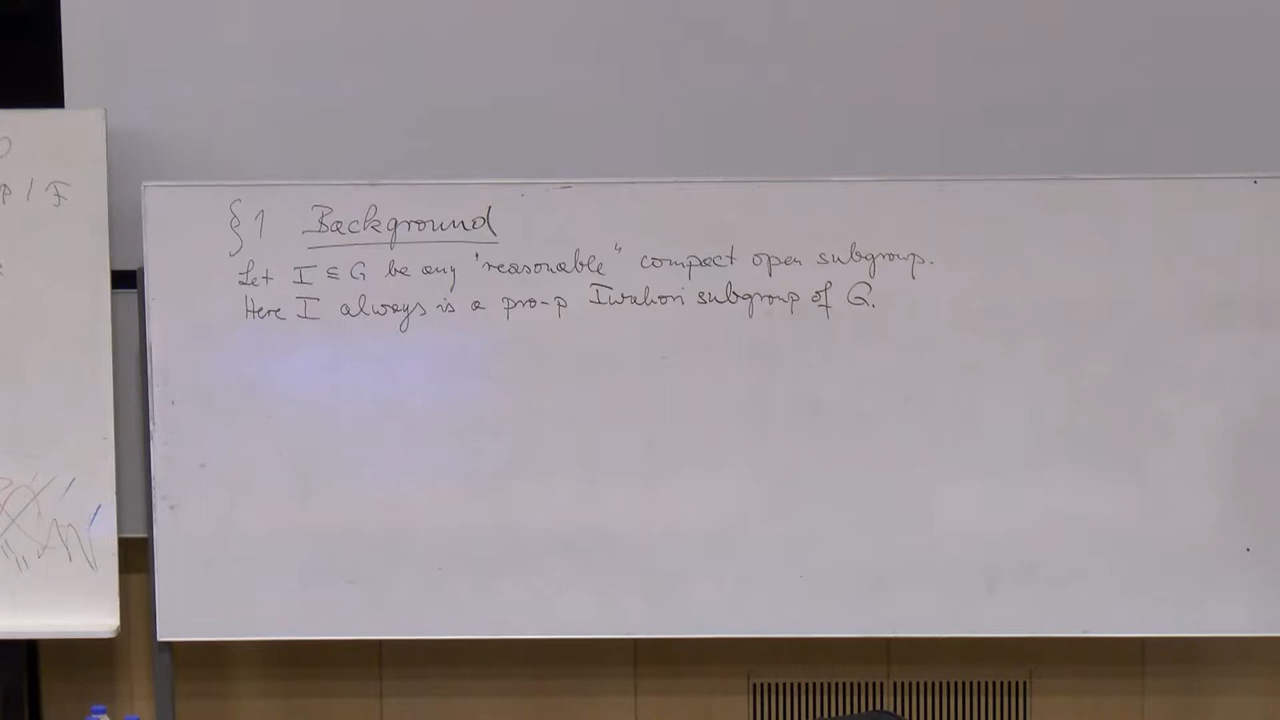 § 1 Background
Let I ⊆ G be any "reasonable" compact open subgroup.
Here I always is a pro-p Iwahori subgroup of G.